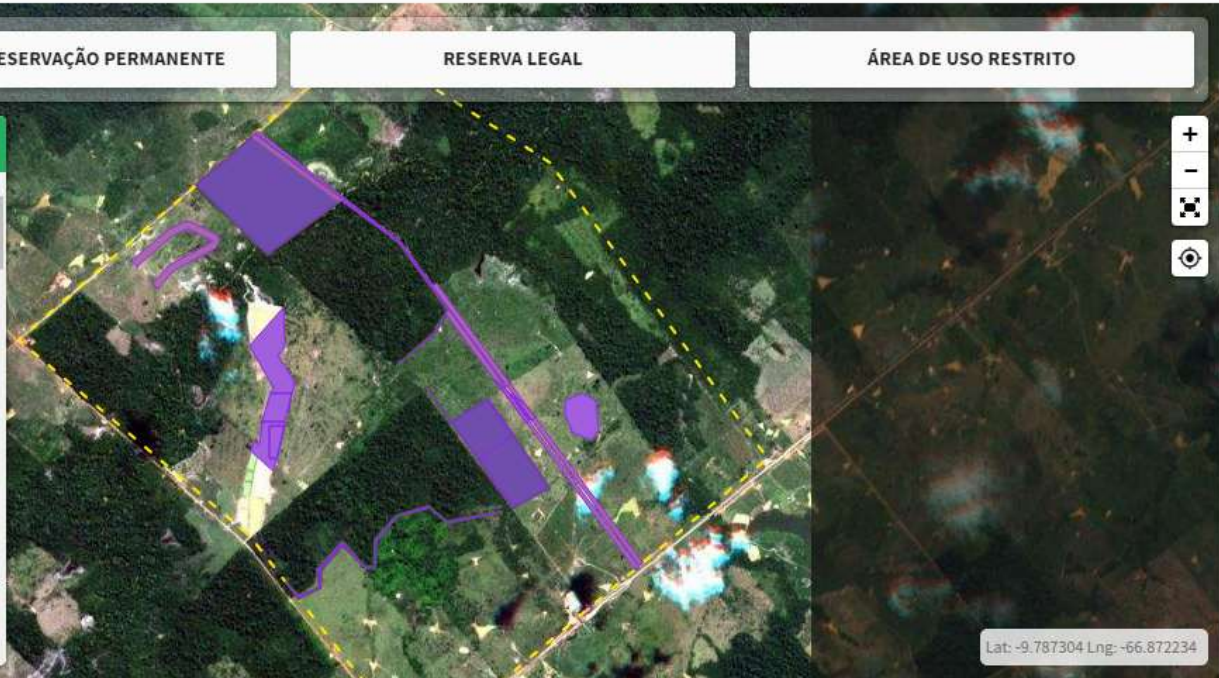 ESERVAÇÃO PERMANENTE
RESERVA LEGAL
ÁREA DE USO RESTRITO
+
−
Lat: -9.787304 Lng: -66.872234